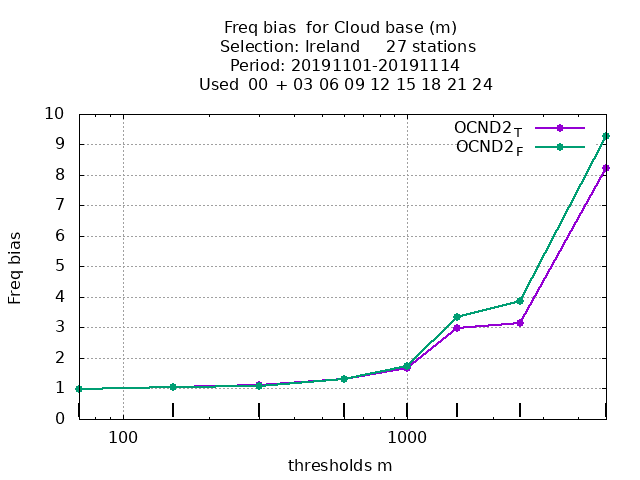 Freq bias  for Cloud base (m)
Selection: Ireland     27 stations
Period: 20191101-20191114
Used  00 + 03 06 09 12 15 18 21 24
OCND2T
OCND2F
10
9
8
7
6
5
4
3
2
1
0
Freq bias
100
1000
thresholds m